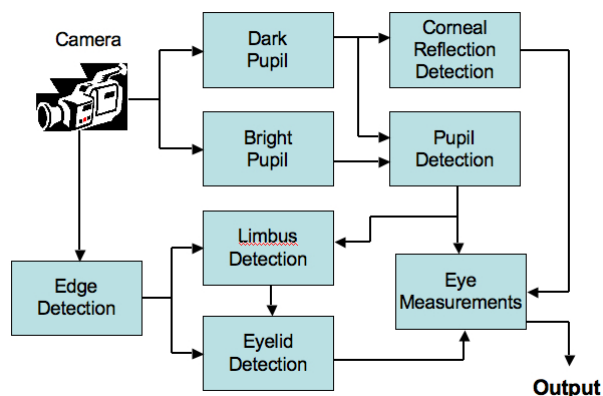 Camera
Dark
Pupil
Corneal
Reflection
Detection
Bright
Pupil
Pupil
Detection
Limbus
Detection
Edge
Detection
Eye
Measurements
Eyelid
Detection
Output